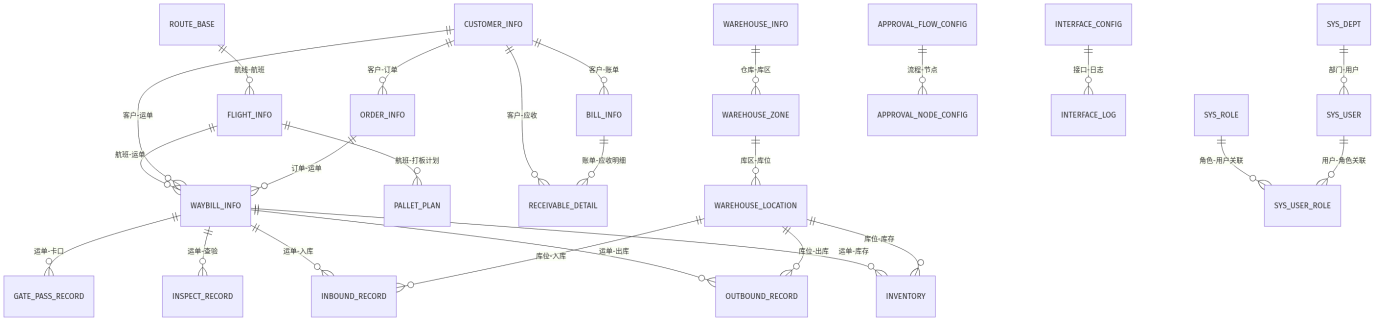 ROUTE_BASE
CUSTOMER_INFO
WAREHOUSE_INFO
APPROVAL_FLOW_CONFIG
INTERFACE_CONFIG
SYS_DEPT
航线-航班
客户-订单
客户-账单
仓库-库区
流程-节点
接口-日志
部门-用户
FLIGHT_INFO
ORDER_INFO
BILL_INFO
WAREHOUSE_ZONE
APPROVAL_NODE_CONFIG
INTERFACE_LOG
SYS_ROLE
SYS_USER
客户-运单
客户-应收
航班-运单
订单-运单
航班-打板计划
账单-应收明细
库区-库位
角色-用户关联
用户-角色关联
WAYBILL_INFO
PALLET_PLAN
RECEIVABLE_DETAIL
WAREHOUSE_LOCATION
SYS_USER_ROLE
运单-卡口
运单-查验
运单-入库
库位-入库
运单-出库
库位-出库
运单-库存
库位-库存
GATE_PASS_RECORD
INSPECT_RECORD
INBOUND_RECORD
OUTBOUND_RECORD
INVENTORY